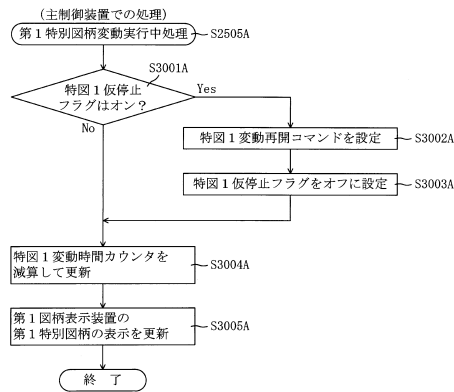 (主制御装置での処理)
第1特別図柄変動実行中処理
S2505A
S3001A
特図1仮停止
フラグはオン?
Yes
No
特図1変動再開コマンドを設定
S3002A
特図1仮停止フラグをオフに設定
S3003A
特図1変動時間カウンタを
減算して更新
S3004A
第1図柄表示装置の
第1特別図柄の表示を更新
S3005A
終 了